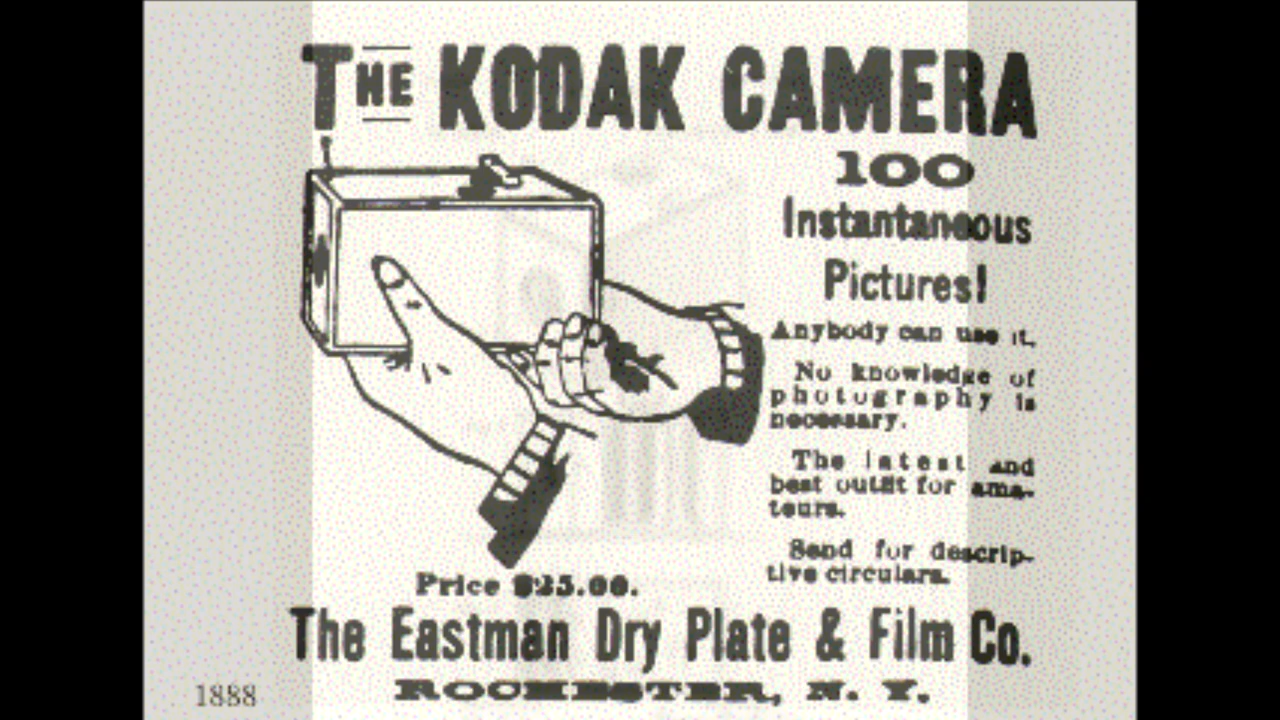 THE KODAK CAMERA
100
Instantaneous
Pictures!
Anybody can use it.
No knowledge of
photography is
necessary.
The latest and
best outfit for ama-
teurs.
Send for descrip-
tive circulars.
Price $25.00.
The Eastman Dry Plate & Film Co.
ROCHESTER, N. Y.
1888